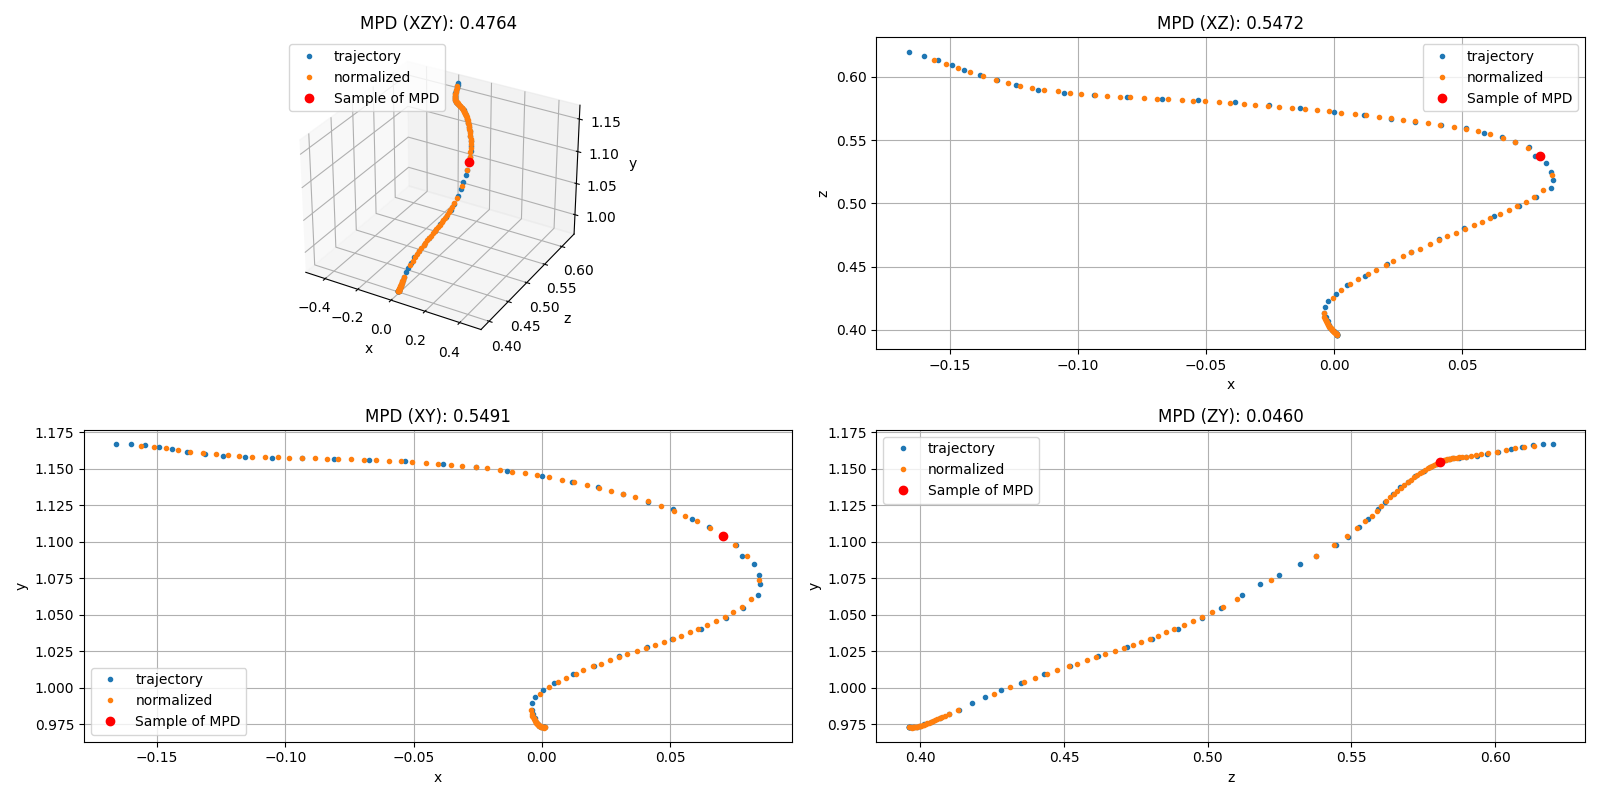 MPD (XZY): 0.4764
trajectory
normalized
Sample of MPD
1.15
1.10
1.05
1.00
y
0.60
0.55
0.50
0.45
0.40
z
−0.4
−0.2
0.0
0.2
0.4
x
MPD (XZ): 0.5472
trajectory
normalized
Sample of MPD
0.60
0.55
0.50
0.45
0.40
z
−0.15
−0.10
−0.05
0.00
0.05
x
MPD (XY): 0.5491
1.175
1.150
1.125
1.100
1.075
1.050
1.025
1.000
0.975
y
trajectory
normalized
Sample of MPD
−0.15
−0.10
−0.05
0.00
0.05
x
MPD (ZY): 0.0460
trajectory
normalized
Sample of MPD
1.175
1.150
1.125
1.100
1.075
1.050
1.025
1.000
0.975
y
0.40
0.45
0.50
0.55
0.60
z